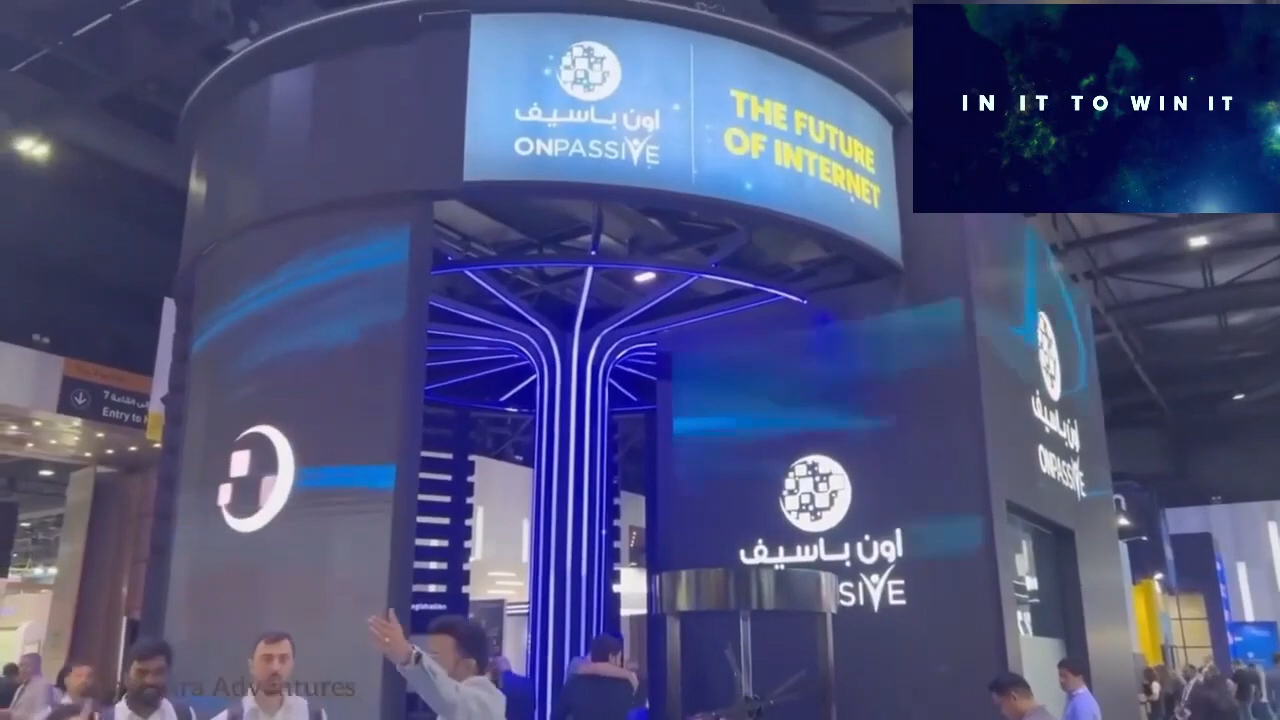 اون باسيف
ONPASSIVE
THE FUTURE
OF INTERNET
IN IT TO WIN IT
Entry to
اون باسيف
ONPASSIVE
اون باسيف
SIVE
Adventures